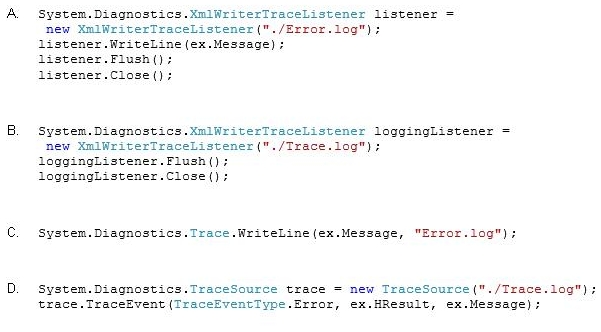 A. System.Diagnostics.XmlWriterTraceListener listener =
new XmlWriterTraceListener("./Error.log");
listener.WriteLine(ex.Message);
listener.Flush();
listener.Close();
B. System.Diagnostics.XmlWriterTraceListener loggingListener =
new XmlWriterTraceListener("./Trace.log");
loggingListener.Flush();
loggingListener.Close();
C. System.Diagnostics.Trace.WriteLine(ex.Message, "Error.log");
D. System.Diagnostics.TraceSource trace = new TraceSource("./Trace.log");
trace.TraceEvent(TraceEventType.Error, ex.HResult, ex.Message);